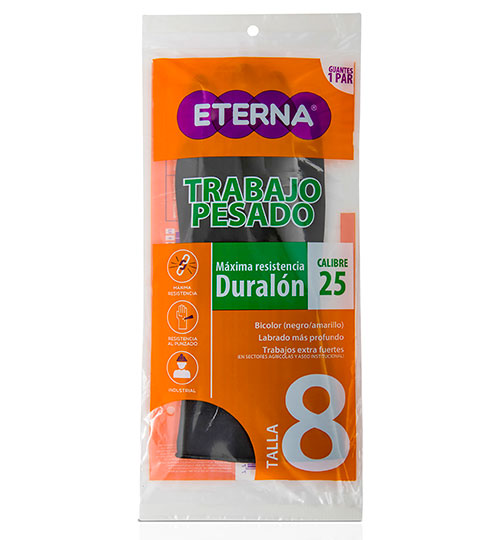 GUANTES
1 PAR
ETERNA®
TRABAJO
PESADO
Máxima resistencia
Duralón
CALIBRE
25
MÁXIMA
RESISTENCIA
RESISTENCIA
AL PUNZADO
INDUSTRIAL
Bicolor (negro/amarillo)
Labrado más profundo
Trabajos extra fuertes
(EN SECTORES AGRÍCOLAS Y ASEO INSTITUCIONAL)
TALLA
8